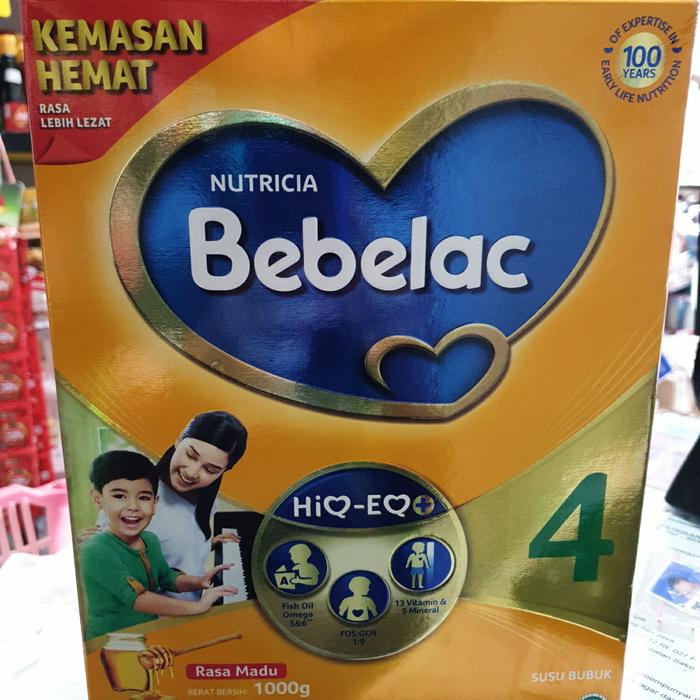 KEMASAN
HEMAT
RASA
LEBIH LEZAT
OF EXPERTISE IN
100
YEARS
EARLY LIFE NUTRITION
NUTRICIA
Bebelac
HiQ-EQ+
4
A
Fish Oil
Omega
3&6
FOS:GOS
1:9
13 Vitamin &
5 Mineral
Rasa Madu
BERAT BERSIH: 1000g
SUSU BUBUK